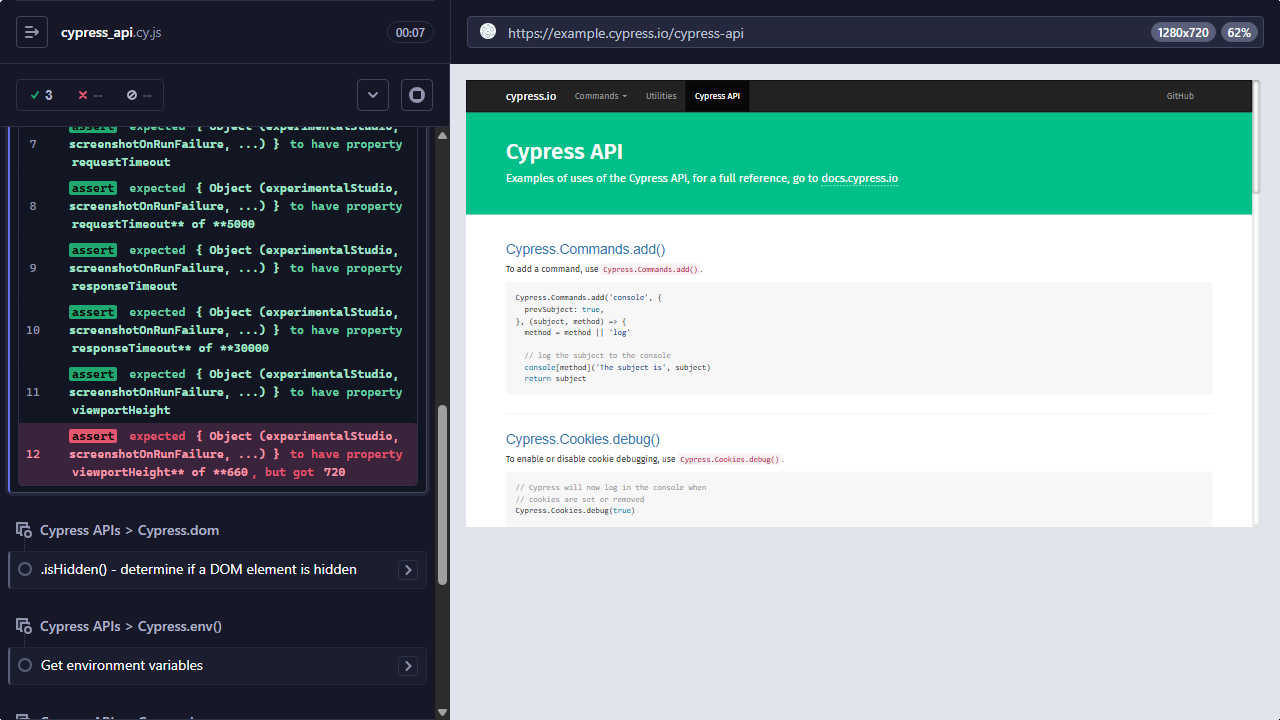 cypress_api.cy.js
00:07
3
--
--
assert expected { Object (experimentalStudio,
7 screenshotOnRunFailure, ...) } to have property
requestTimeout
assert expected { Object (experimentalStudio,
8 screenshotOnRunFailure, ...) } to have property
requestTimeout** of **5000
assert expected { Object (experimentalStudio,
9 screenshotOnRunFailure, ...) } to have property
responseTimeout
assert expected { Object (experimentalStudio,
10 screenshotOnRunFailure, ...) } to have property
responseTimeout** of **30000
assert expected { Object (experimentalStudio,
11 screenshotOnRunFailure, ...) } to have property
viewportHeight
assert expected { Object (experimentalStudio,
12 screenshotOnRunFailure, ...) } to have property
viewportHeight** of **660, but got 720
Cypress APIs > Cypress.dom
.isHidden() - determine if a DOM element is hidden
Cypress APIs > Cypress.env()
Get environment variables
https://example.cypress.io/cypress-api
1280x720
62%
cypress.io Commands Utilities Cypress API GitHub
Cypress API
Examples of uses of the Cypress API, for a full reference, go to docs.cypress.io
Cypress.Commands.add()
To add a command, use Cypress.Commands.add().
Cypress.Commands.add('console', {
prevSubject: true,
}, (subject, method) => {
method = method || 'log'
// log the subject to the console
console[method]('The subject is', subject)
return subject
Cypress.Cookies.debug()
To enable or disable cookie debugging, use Cypress.Cookies.debug().
// Cypress will now log in the console when
// cookies are set or removed
Cypress.Cookies.debug(true)